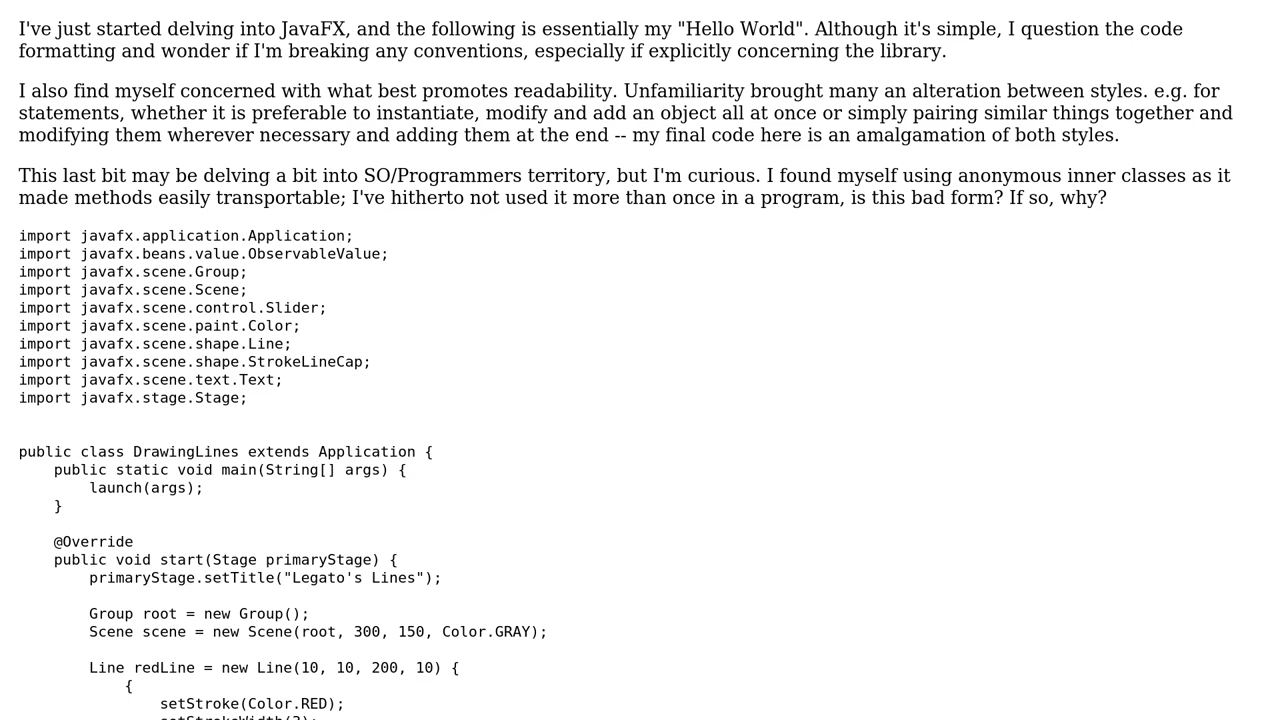 I've just started delving into JavaFX, and the following is essentially my "Hello World". Although it's simple, I question the code
formatting and wonder if I'm breaking any conventions, especially if explicitly concerning the library.
I also find myself concerned with what best promotes readability. Unfamiliarity brought many an alteration between styles. e.g. for
statements, whether it is preferable to instantiate, modify and add an object all at once or simply pairing similar things together and
modifying them wherever necessary and adding them at the end -- my final code here is an amalgamation of both styles.
This last bit may be delving a bit into SO/Programmers territory, but I'm curious. I found myself using anonymous inner classes as it
made methods easily transportable; I've hitherto not used it more than once in a program, is this bad form? If so, why?
import javafx.application.Application;
import javafx.beans.value.ObservableValue;
import javafx.scene.Group;
import javafx.scene.Scene;
import javafx.scene.control.Slider;
import javafx.scene.paint.Color;
import javafx.scene.shape.Line;
import javafx.scene.shape.StrokeLineCap;
import javafx.scene.text.Text;
import javafx.stage.Stage;
public class DrawingLines extends Application {
    public static void main(String[] args) {
        launch(args);
    }
    @Override
    public void start(Stage primaryStage) {
        primaryStage.setTitle("Legato's Lines");
        Group root = new Group();
        Scene scene = new Scene(root, 300, 150, Color.GRAY);
        Line redLine = new Line(10, 10, 200, 10) {
            {
                setStroke(Color.RED);